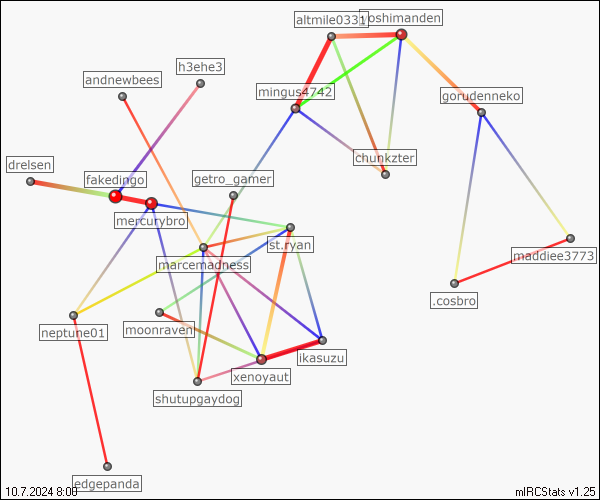 altmile0331
yoshimanden
h3ehe3
andnewbees
mingus4742
gorudenneko
drelsen
fakedingo
getro_gamer
chunkzter
mercurybro
st.ryan
marcemadness
maddiee3773
.cosbro
neptune01
moonraven
ikasuzu
xenoyaut
shutupgaydog
edgepanda
10.7.2024 8:00
mIRCStats v1.25